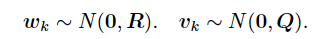 w_k ∼ N(0, R). v_k ∼ N(0, Q).